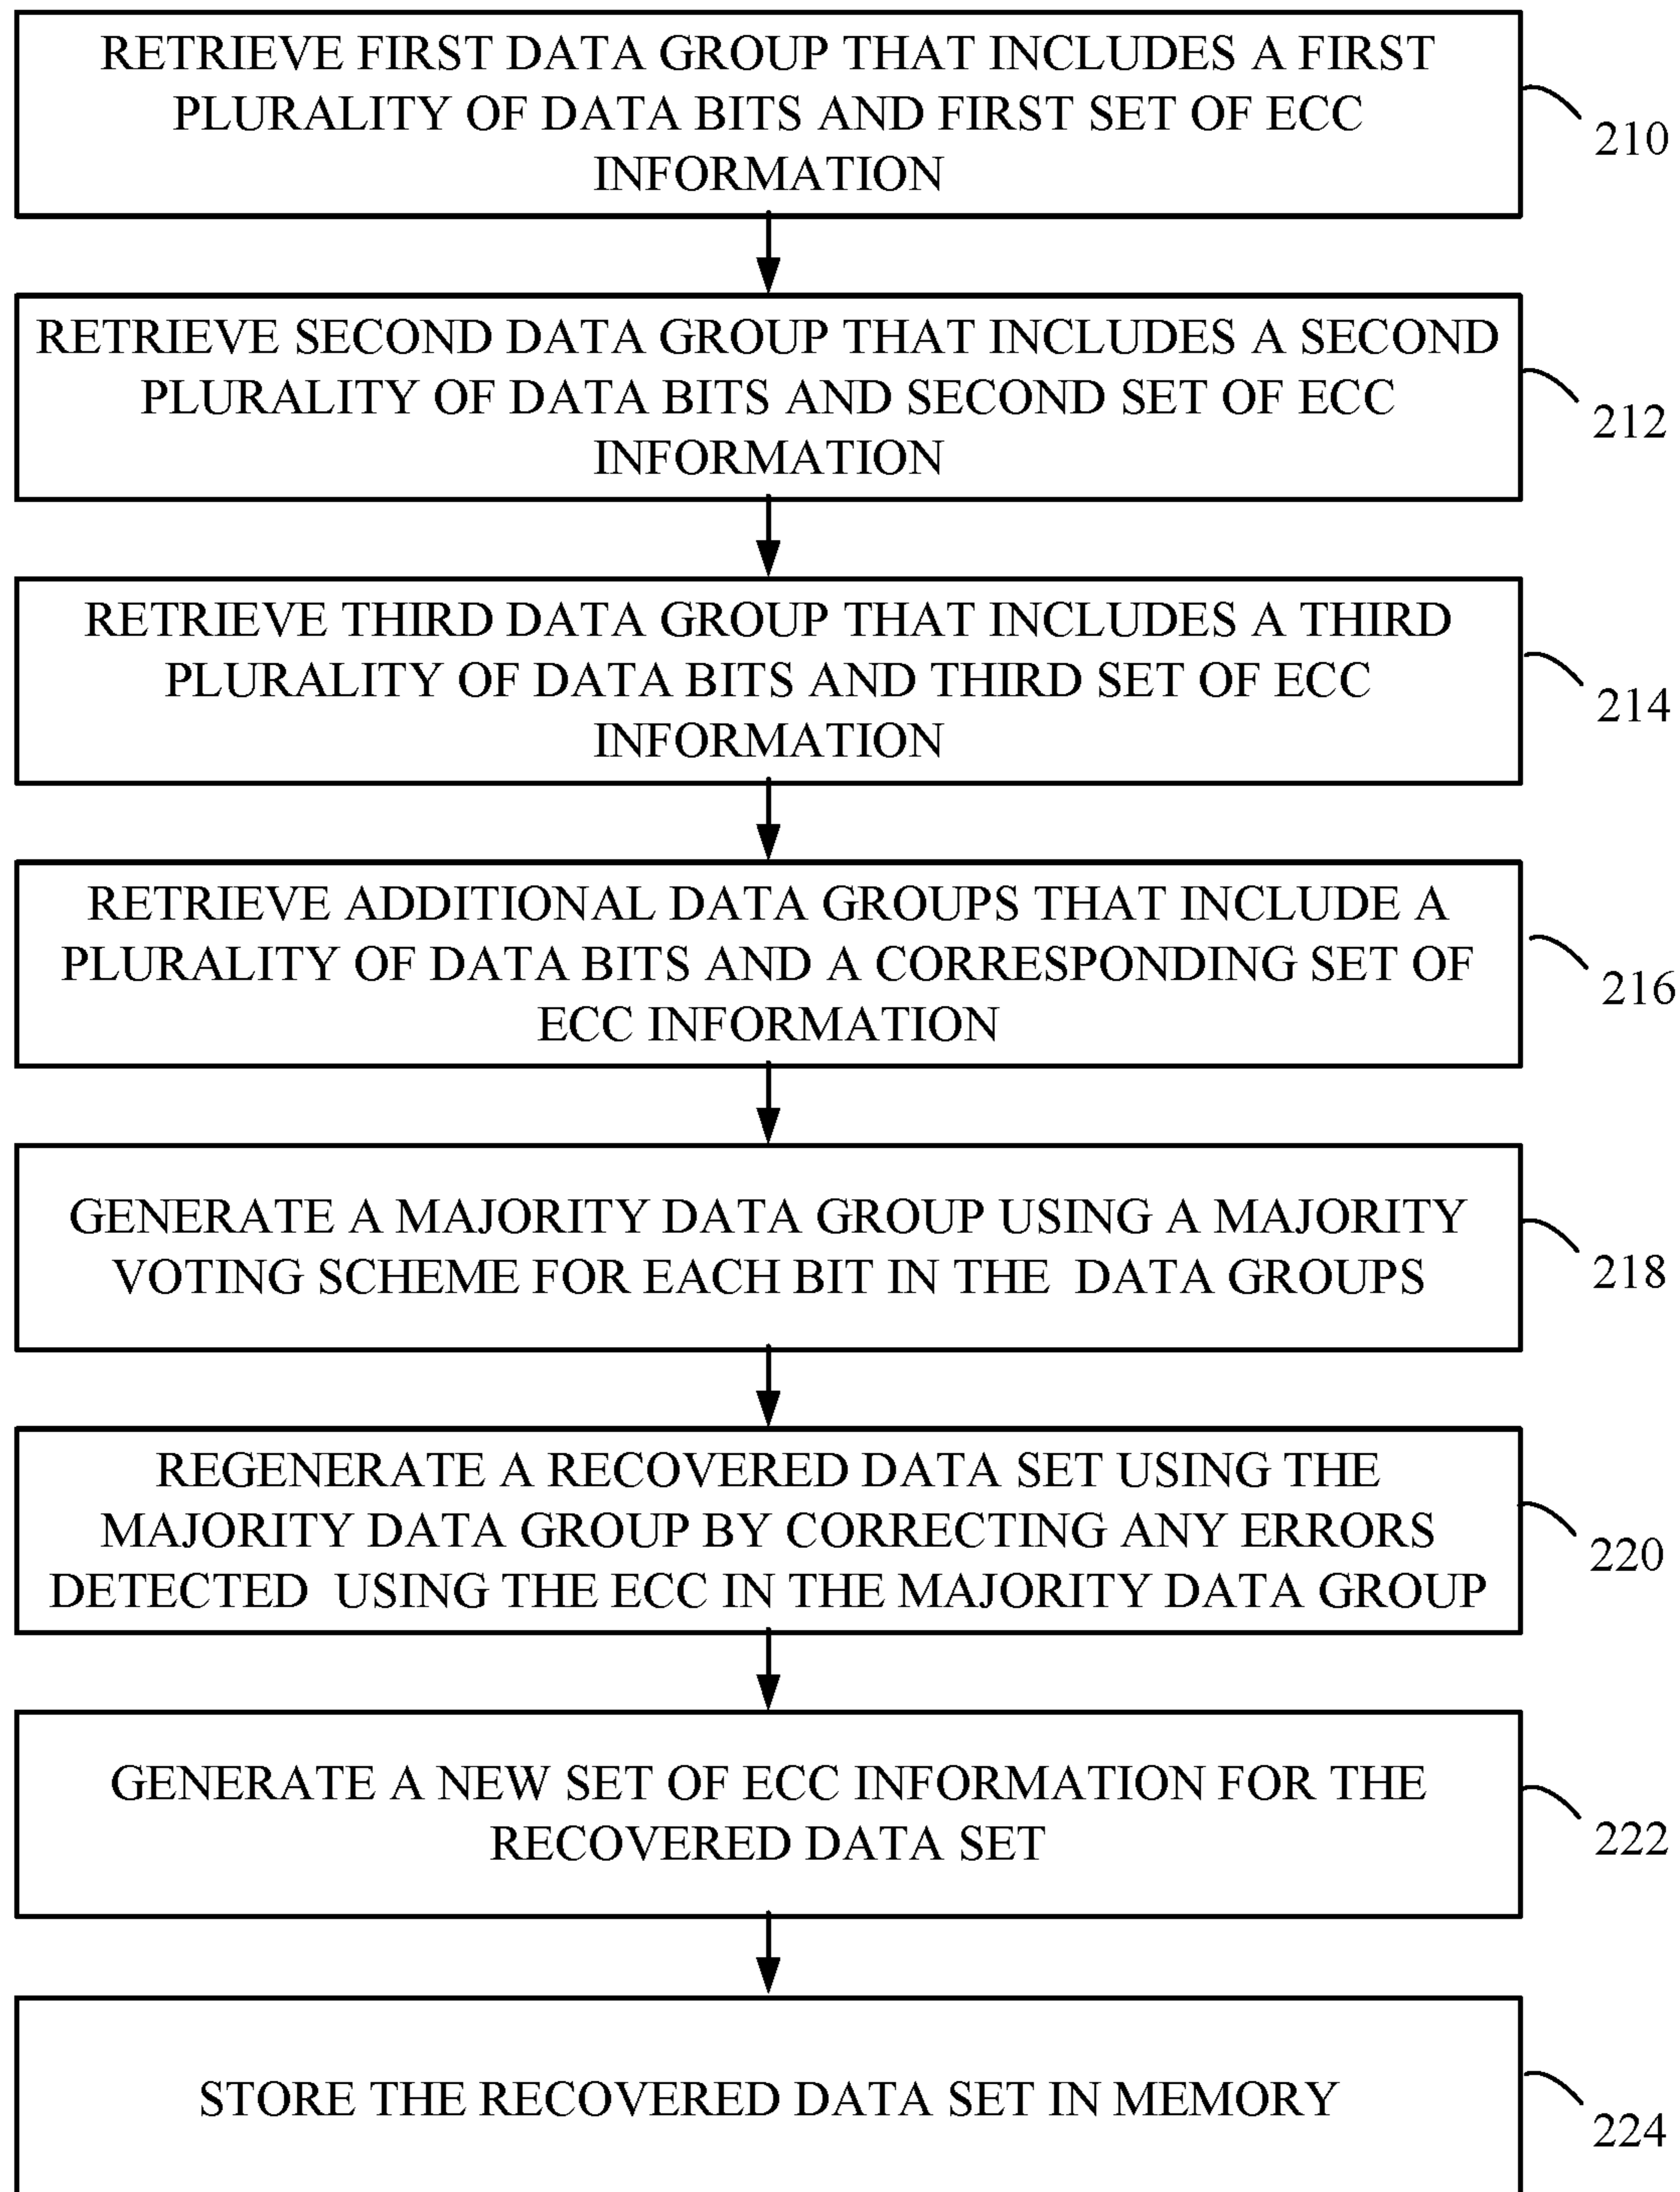 RETRIEVE FIRST DATA GROUP THAT INCLUDES A FIRST
PLURALITY OF DATA BITS AND FIRST SET OF ECC
INFORMATION
210
RETRIEVE SECOND DATA GROUP THAT INCLUDES A SECOND
PLURALITY OF DATA BITS AND SECOND SET OF ECC
INFORMATION
212
RETRIEVE THIRD DATA GROUP THAT INCLUDES A THIRD
PLURALITY OF DATA BITS AND THIRD SET OF ECC
INFORMATION
214
RETRIEVE ADDITIONAL DATA GROUPS THAT INCLUDE A
PLURALITY OF DATA BITS AND A CORRESPONDING SET OF
ECC INFORMATION
216
GENERATE A MAJORITY DATA GROUP USING A MAJORITY
VOTING SCHEME FOR EACH BIT IN THE DATA GROUPS
218
REGENERATE A RECOVERED DATA SET USING THE
MAJORITY DATA GROUP BY CORRECTING ANY ERRORS
DETECTED USING THE ECC IN THE MAJORITY DATA GROUP
220
GENERATE A NEW SET OF ECC INFORMATION FOR THE
RECOVERED DATA SET
222
STORE THE RECOVERED DATA SET IN MEMORY
224